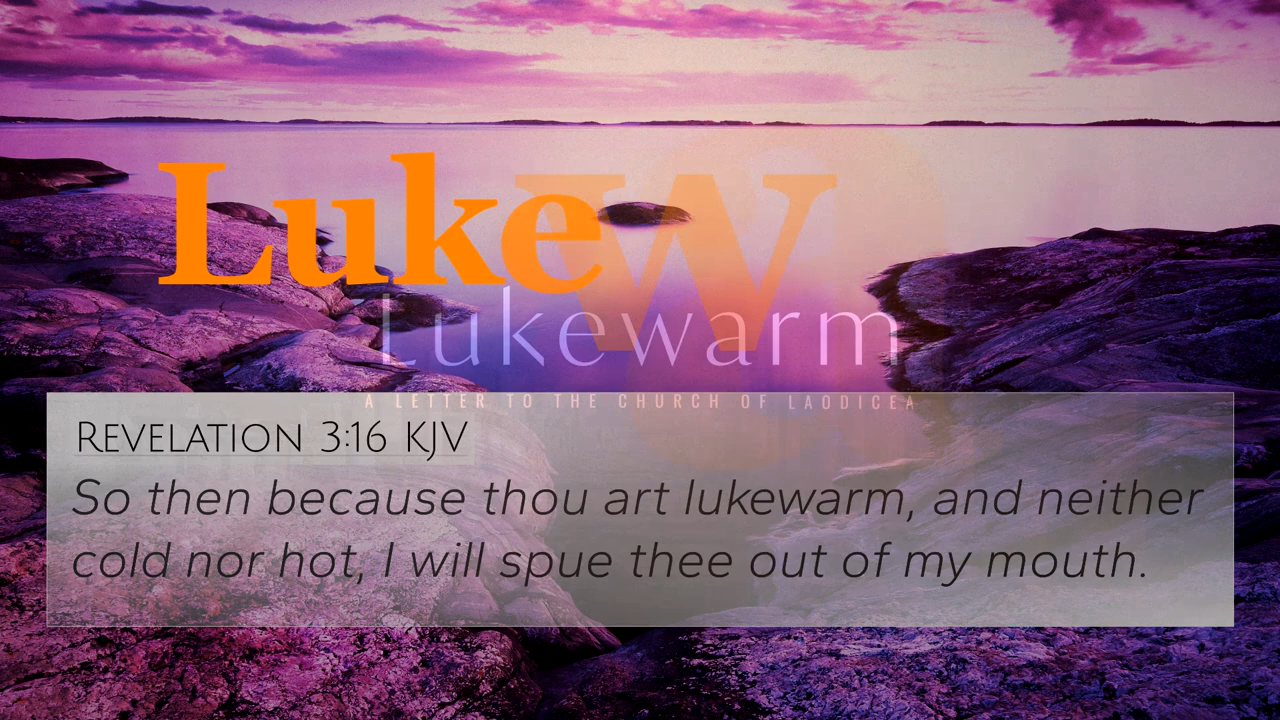 Luke
W
Lukewarm
A LETTER TO THE CHURCH OF LAODICEA
REVELATION 3:16 KJV
So then because thou art lukewarm, and neither
cold nor hot, I will spue thee out of my mouth.